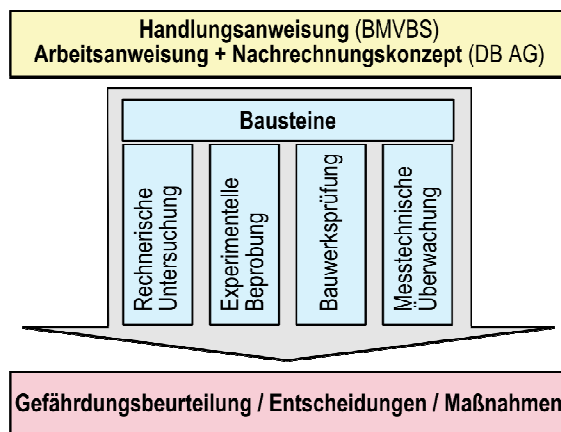 Handlungsanweisung (BMVBS)
Arbeitsanweisung + Nachrechnungskonzept (DB AG)
Bausteine
Rechnerische
Untersuchung
Experimentelle
Beprobung
Bauwerksprüfung
Messtechnische
Überwachung
Gefährdungsbeurteilung / Entscheidungen / Maßnahmen